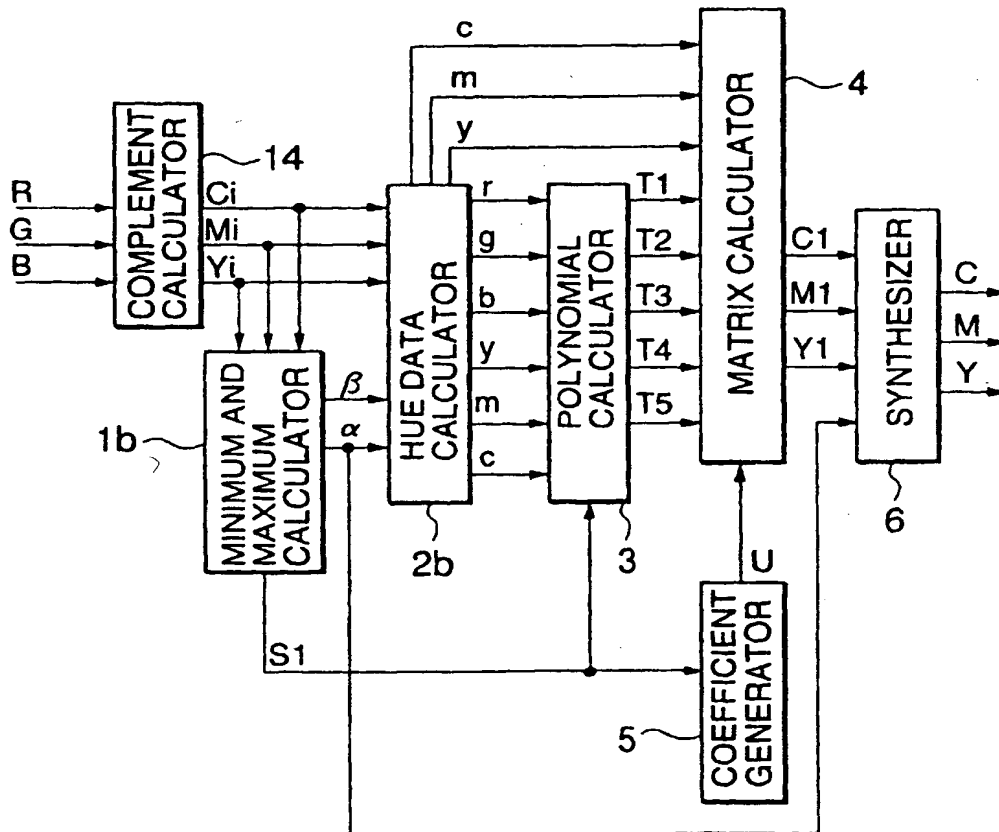 c
m
y
4
MATRIX CALCULATOR
COMPLEMENT
CALCULATOR
14
R
G
B
Ci
Mi
Yi
HUE DATA
CALCULATOR
2b
r
g
b
y
m
c
POLYNOMIAL
CALCULATOR
3
T1
T2
T3
T4
T5
C1
M1
Y1
SYNTHESIZER
6
C
M
Y
1b
MINIMUM AND
MAXIMUM
CALCULATOR
β
α
S1
U
5
COEFFICIENT
GENERATOR